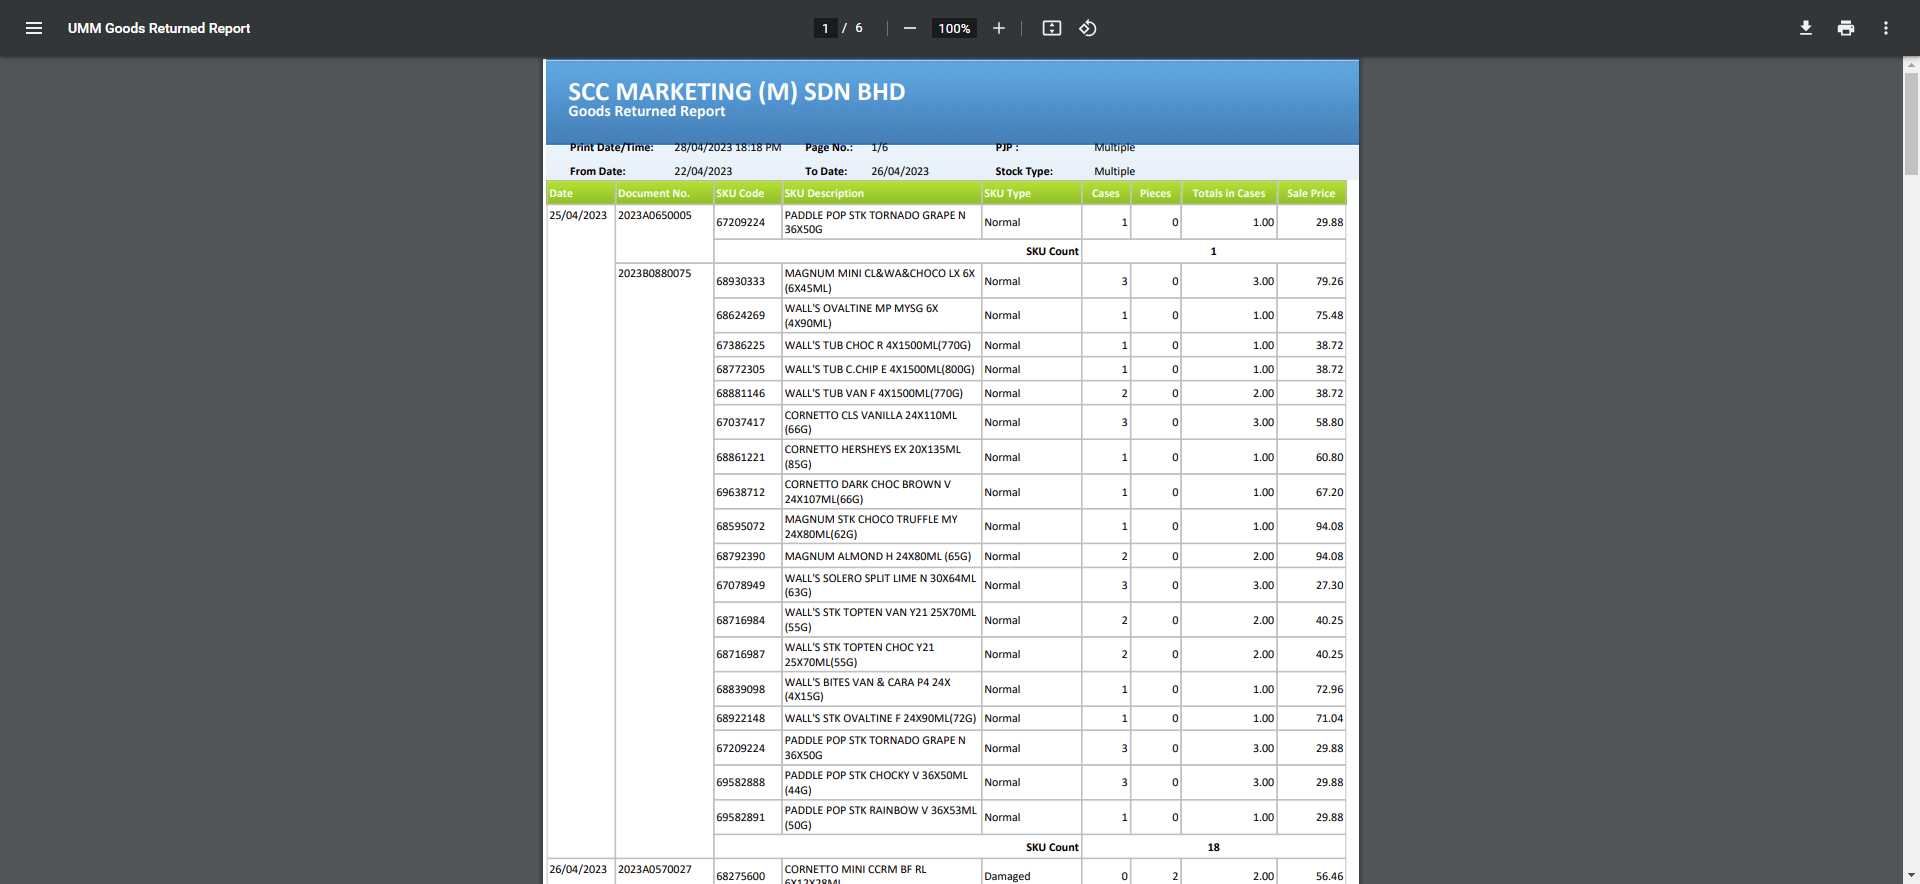 UMM Goods Returned Report
1 / 6
100%
SCC MARKETING (M) SDN BHD
Goods Returned Report
Print Date/Time: 28/04/2023 18:18 PM Page No.: 1/6 PJP : Multiple
From Date: 22/04/2023 To Date: 26/04/2023 Stock Type: Multiple
Date Document No. SKU Code SKU Description SKU Type Cases Pieces Totals in Cases Sale Price
25/04/2023 2023A0650005 67209224 PADDLE POP STK TORNADO GRAPE N Normal 1 0 1.00 29.88
36X50G
SKU Count 1
2023B0880075 68930333 MAGNUM MINI CL&WA&CHOCO LX 6X Normal 3 0 3.00 79.26
(6X45ML)
68624269 WALL'S OVALTINE MP MYSG 6X Normal 1 0 1.00 75.48
(4X90ML)
67386225 WALL'S TUB CHOC R 4X1500ML(770G) Normal 1 0 1.00 38.72
68772305 WALL'S TUB C.CHIP E 4X1500ML(800G) Normal 1 0 1.00 38.72
68881146 WALL'S TUB VAN F 4X1500ML(770G) Normal 2 0 2.00 38.72
67037417 CORNETTO CLS VANILLA 24X110ML Normal 3 0 3.00 58.80
(66G)
68861221 CORNETTO HERSHEYS EX 20X135ML Normal 1 0 1.00 60.80
(85G)
69638712 CORNETTO DARK CHOC BROWN V Normal 1 0 1.00 67.20
24X107ML(66G)
68595072 MAGNUM STK CHOCO TRUFFLE MY Normal 1 0 1.00 94.08
24X80ML(62G)
68792390 MAGNUM ALMOND H 24X80ML (65G) Normal 2 0 2.00 94.08
67078949 WALL'S SOLERO SPLIT LIME N 30X64ML Normal 3 0 3.00 27.30
(63G)
68716984 WALL'S STK TOPTEN VAN Y21 25X70ML Normal 2 0 2.00 40.25
(55G)
68716987 WALL'S STK TOPTEN CHOC Y21 Normal 2 0 2.00 40.25
25X70ML(55G)
68839098 WALL'S BITES VAN & CARA P4 24X Normal 1 0 1.00 72.96
(4X15G)
68922148 WALL'S STK OVALTINE F 24X90ML(72G) Normal 1 0 1.00 71.04
67209224 PADDLE POP STK TORNADO GRAPE N Normal 3 0 3.00 29.88
36X50G
69582888 PADDLE POP STK CHOCKY V 36X50ML Normal 3 0 3.00 29.88
(44G)
69582891 PADDLE POP STK RAINBOW V 36X53ML Normal 1 0 1.00 29.88
(50G)
SKU Count 18
26/04/2023 2023A0570027 68275600 CORNETTO MINI CCRM BF RL Damaged 0 2 2.00 56.46
6X12X28ML